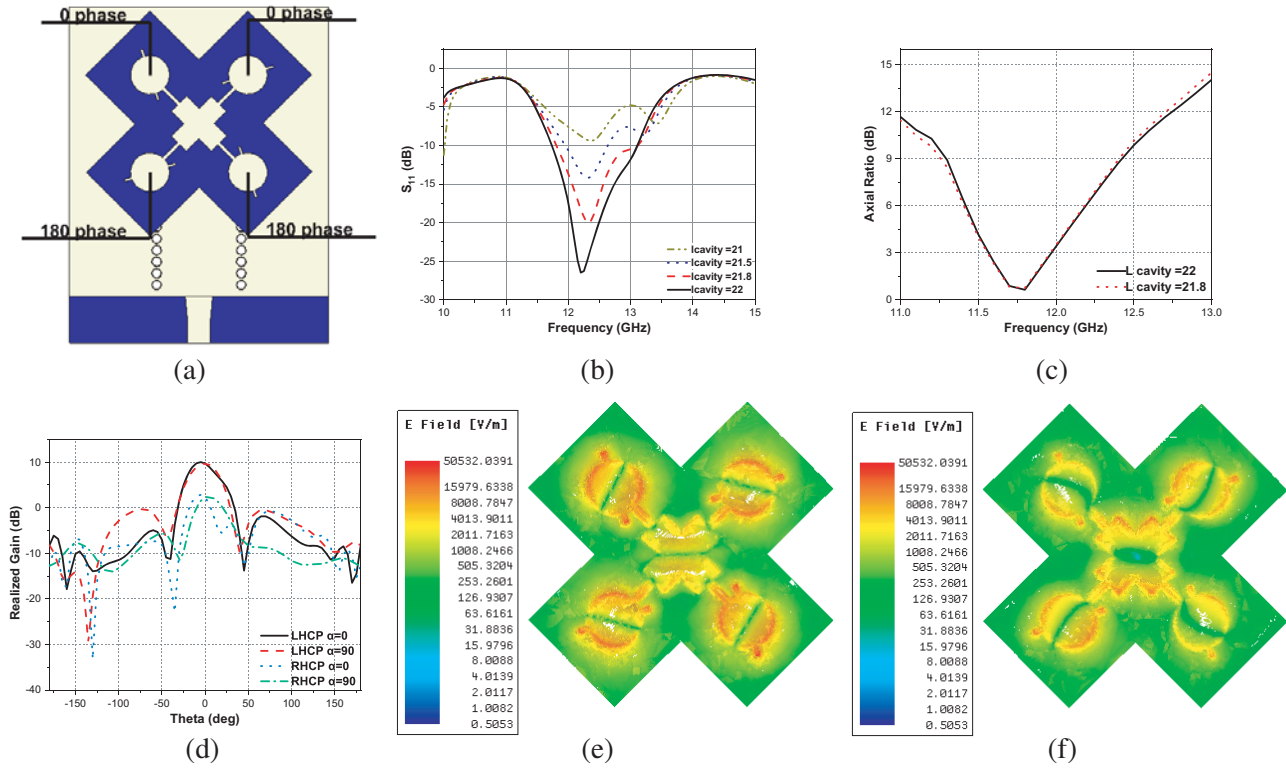 0 phase
0 phase
180 phase
180 phase
(a)
0
-5
-10
-15
-20
-25
-30
S11 (dB)
lcavity =21
lcavity =21.5
lcavity =21.8
lcavity =22
10 11 12 13 14 15
Frequency (GHz)
(b)
15
12
9
6
3
0
Axial Ratio (dB)
L cavity =22
L cavity =21.8
11.0 11.5 12.0 12.5 13.0
Frequency (GHz)
(c)
10
0
-10
-20
-30
-40
Realized Gain (dB)
LHCP α=0
LHCP α=90
RHCP α=0
RHCP α=90
-150 -100 -50 0 50 100 150
Theta (deg)
(d)
E Field [V/m]
50532.0391
15979.6338
8008.7847
4013.9011
2011.7163
1008.2466
505.3204
253.2601
126.9307
63.6161
31.8836
15.9796
8.0088
4.0139
2.0117
1.0082
0.5053
(e)
E Field [V/m]
50532.0391
15979.6338
8008.7847
4013.9011
2011.7163
1008.2466
505.3204
253.2601
126.9307
63.6161
31.8836
15.9796
8.0088
4.0139
2.0117
1.0082
0.5053
(f)